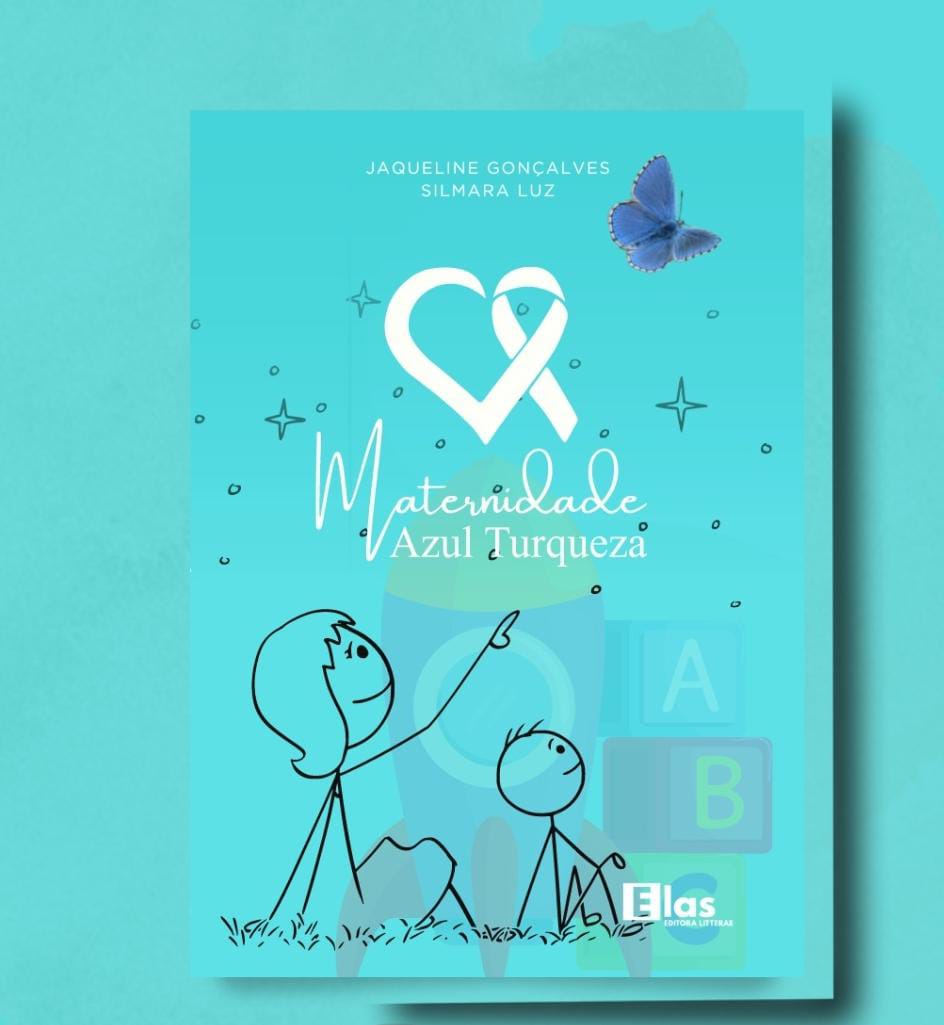 JAQUELINE GONÇALVES
SILMARA LUZ
Maternidade
Azul Turqueza
A
B
C
Elas
EDITORA LITTERAE